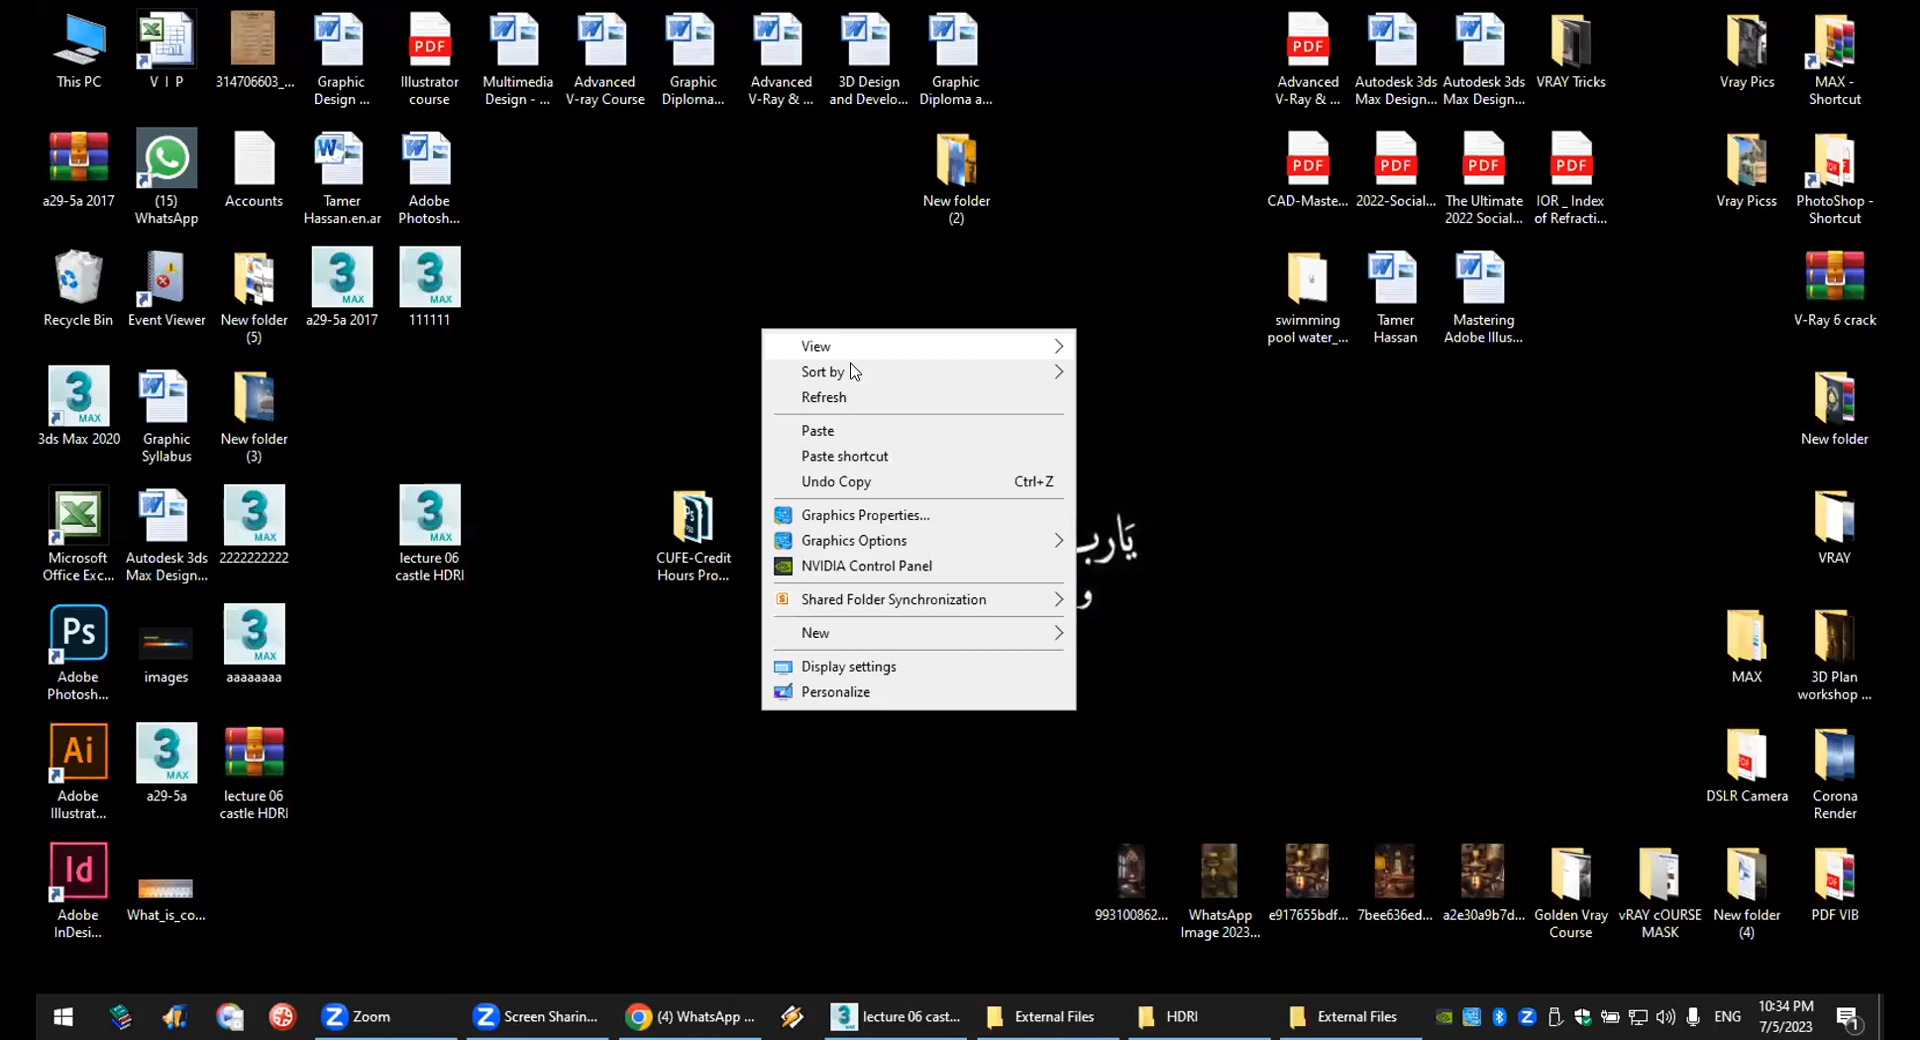 This PC
V I P
314706603_...
Graphic
Design ...
Illustrator
course
Multimedia
Design - ...
Advanced
V-ray Course
Graphic
Diploma...
Advanced
V-Ray & ...
3D Design
and Develo...
Graphic
Diploma a...
Advanced
V-Ray & ...
Autodesk 3ds
Max Design...
Autodesk 3ds
Max Design...
VRAY Tricks
Vray Pics
MAX -
Shortcut
a29-5a 2017
(15)
WhatsApp
Accounts
Tamer
Hassan.en.ar
Adobe
Photosh...
New folder
(2)
CAD-Maste...
2022-Social...
The Ultimate
2022 Social...
IOR _ Index
of Refracti...
Vray Picss
PhotoShop -
Shortcut
Recycle Bin
Event Viewer
New folder
(5)
a29-5a 2017
111111
swimming
pool water_...
Tamer
Hassan
Mastering
Adobe Illus...
V-Ray 6 crack
View
Sort by
Refresh
Paste
Paste shortcut
Undo Copy Ctrl+Z
Graphics Properties...
Graphics Options
NVIDIA Control Panel
Shared Folder Synchronization
New
Display settings
Personalize
3ds Max 2020
Graphic
Syllabus
New folder
(3)
New folder
Microsoft
Office Exc...
Autodesk 3ds
Max Design...
2222222222
lecture 06
castle HDRI
CUFE-Credit
Hours Pro...
يَارب
و
VRAY
Adobe
Photosh...
images
aaaaaaaa
MAX
3D Plan
workshop ...
Adobe
Illustrat...
a29-5a
lecture 06
castle HDRI
DSLR Camera
Corona
Render
Adobe
InDesi...
What_is_co...
993100862...
WhatsApp
Image 2023...
e917655bdf...
7bee636ed...
a2e30a9b7d...
Golden Vray
Course
vRAY cOURSE
MASK
New folder
(4)
PDF VIB
Zoom
Screen Sharin...
(4) WhatsApp ...
lecture 06 cast...
External Files
HDRI
External Files
ENG
10:34 PM
7/5/2023